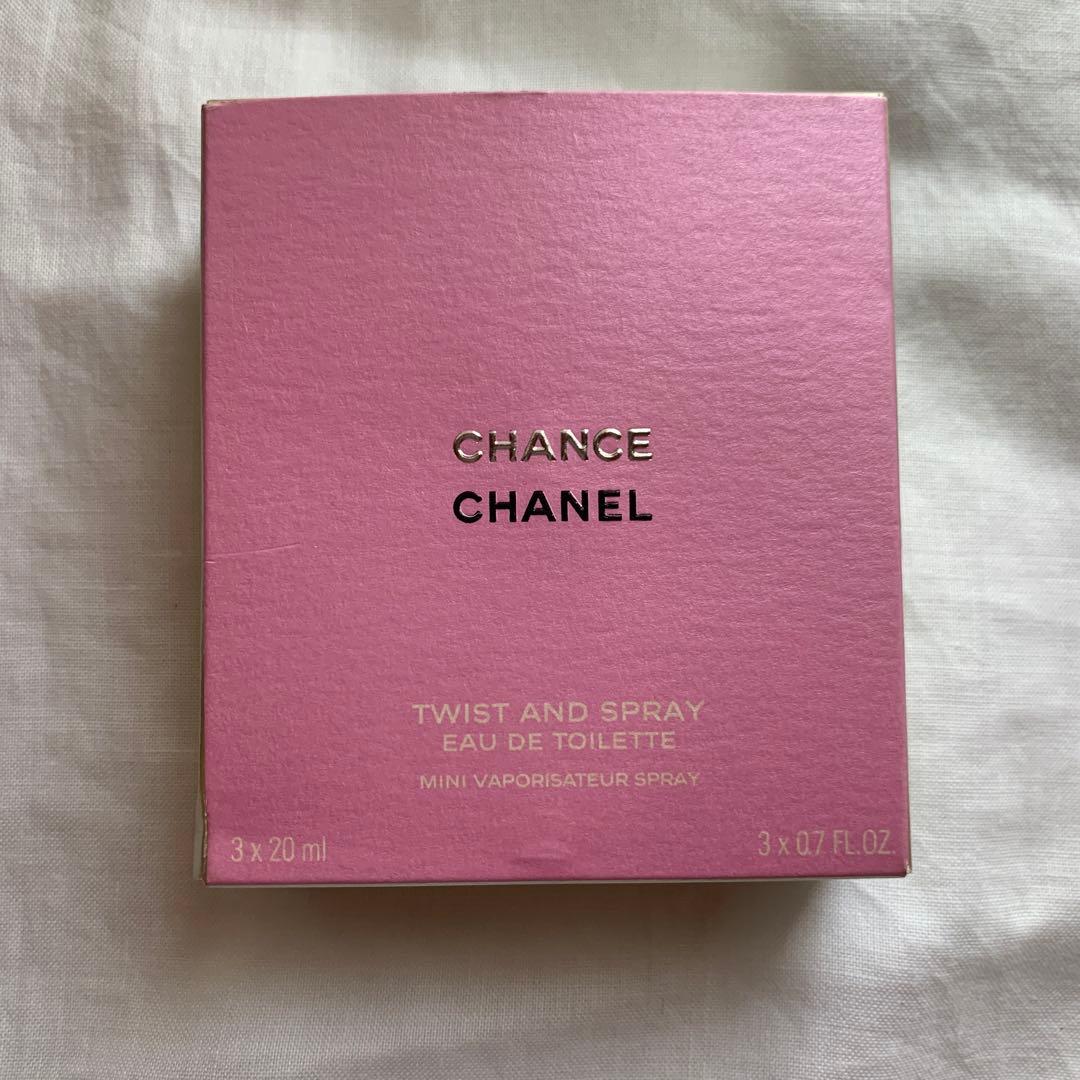 CHANCE
CHANEL
TWIST AND SPRAY
EAU DE TOILETTE
MINI VAPORISATEUR SPRAY
3 x 20 ml
3 x 0.7 FL.OZ.